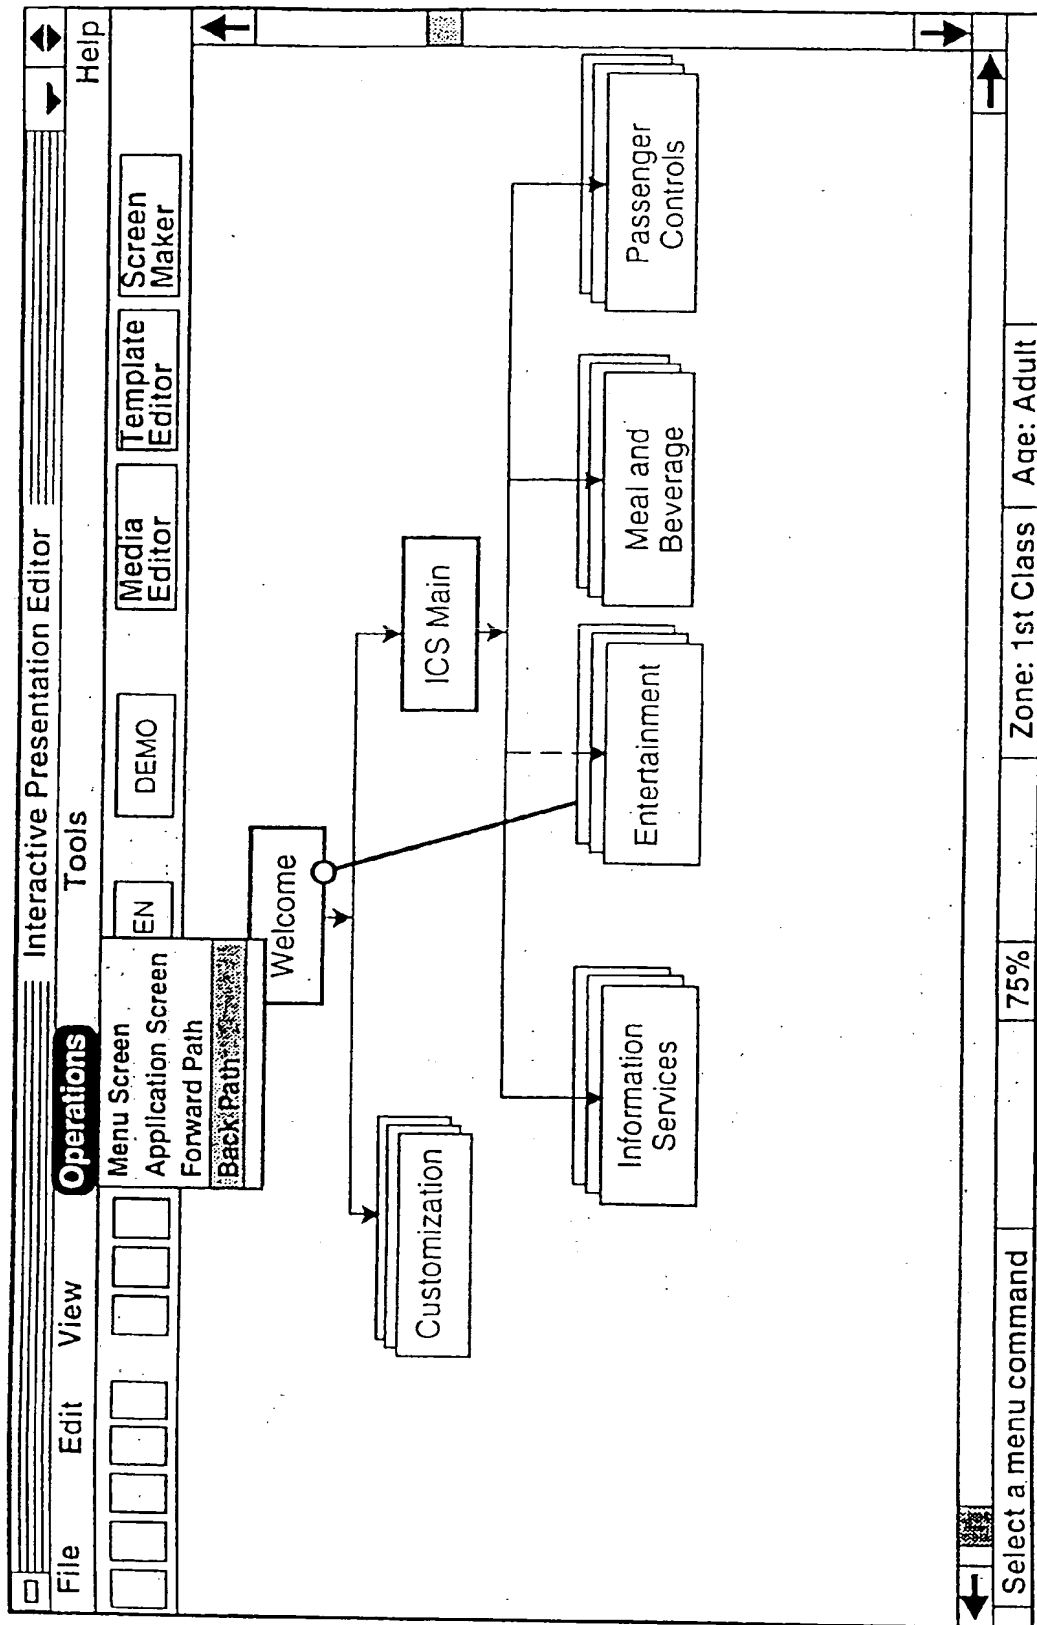 Interactive Presentation Editor
File Edit View Operations Tools Help
Menu Screen
Application Screen
Forward Path
Back Path
EN
DEMO
Media
Editor
Template
Editor
Screen
Maker
Welcome
Customization
ICS Main
Information
Services
Entertainment
Meal and
Beverage
Passenger
Controls
Select a menu command 75% Zone: 1st Class Age: Adult